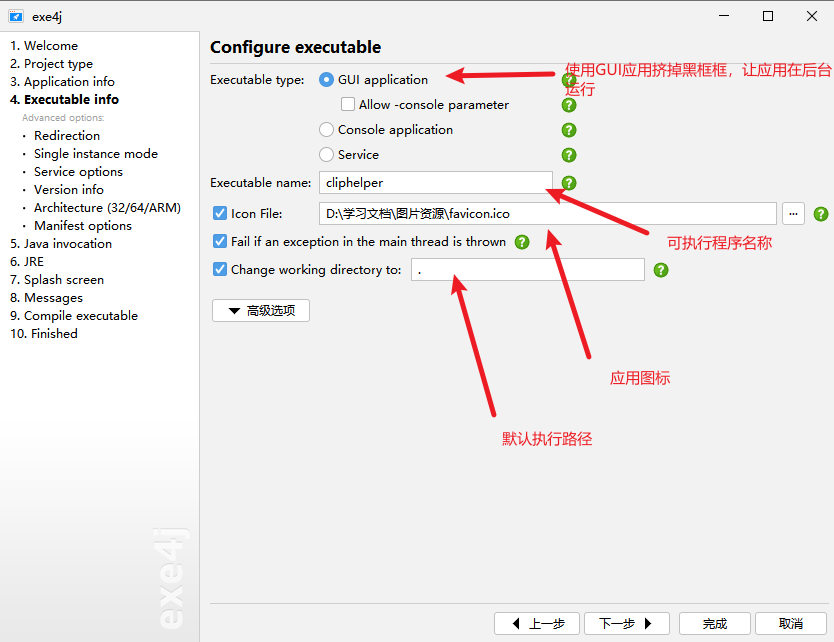 exe4j
1. Welcome
2. Project type
3. Application info
4. Executable info
Advanced options:
· Redirection
· Single instance mode
· Service options
· Version info
· Architecture (32/64/ARM)
· Manifest options
5. Java invocation
6. JRE
7. Splash screen
8. Messages
9. Compile executable
10. Finished
exe4j
Configure executable
Executable type: GUI application
使用GUI应用挤掉黑框框，让应用在后台
运行
Allow -console parameter
Console application
Service
Executable name: cliphelper
Icon File: D:\学习文档\图片资源\favicon.ico ...
可执行程序名称
Fail if an exception in the main thread is thrown
Change working directory to: .
高级选项
应用图标
默认执行路径
上一步 下一步 完成 取消